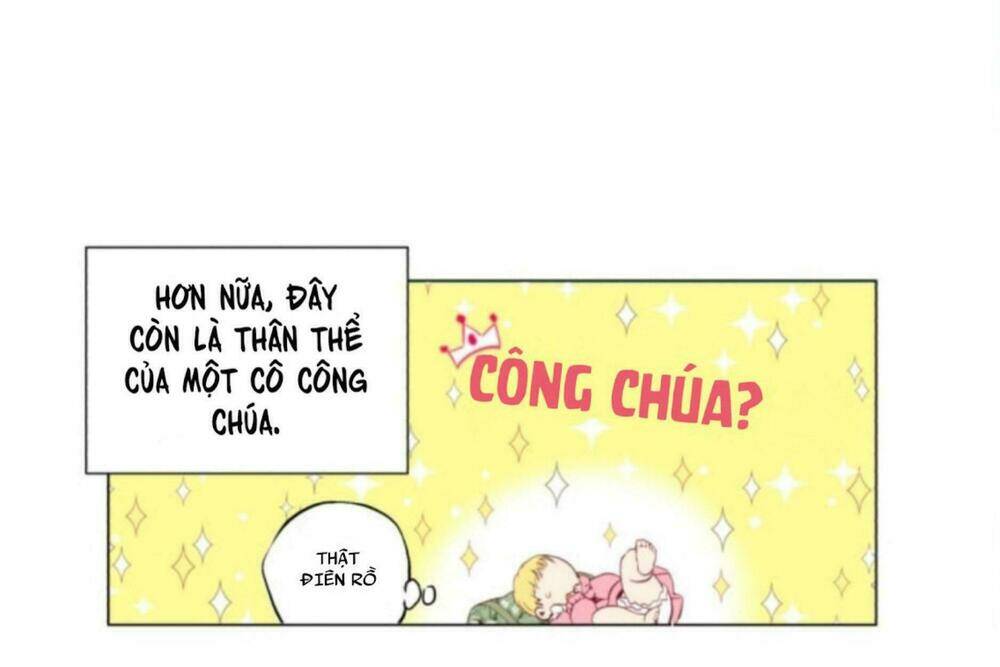 HƠN NỮA, ĐÂY
CÒN LÀ THÂN THỂ
CỦA MỘT CÔ CÔNG
CHÚA.
CÔNG CHÚA?
THẬT
ĐIÊN RỒ